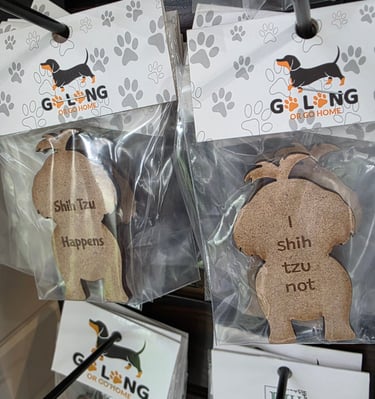 GO LONG
OR GO HOME
Shih Tzu
Happens
GO LONG
OR GO HOME
I
shih
tzu
not
GO LONG
OR GO HOME